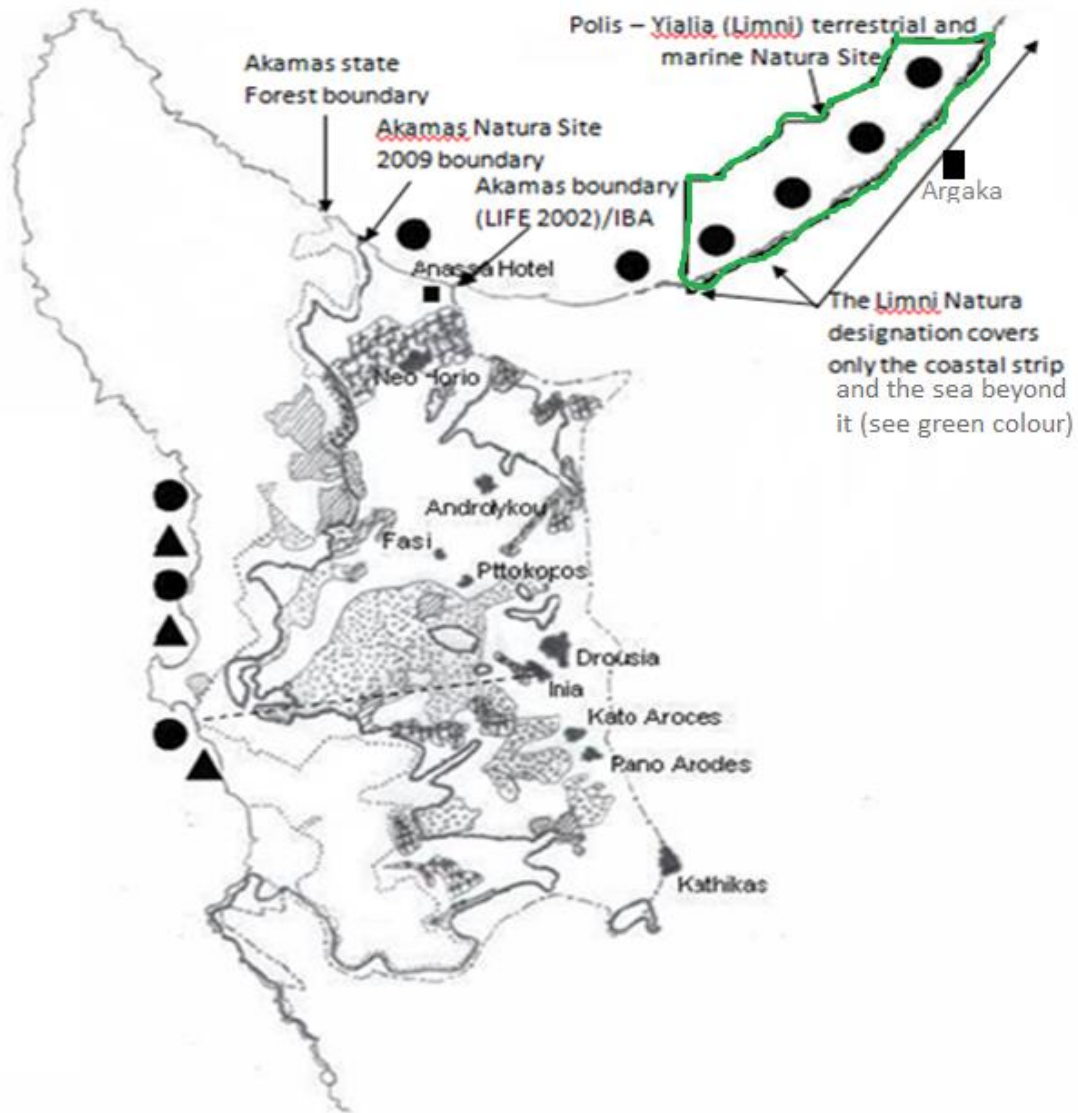 Polis – Yialia (Limni) terrestrial and
marine Natura Site
Akamas state
Forest boundary
Akamas Natura Site
2009 boundary
Akamas boundary
(LIFE 2002)/IBA
Argaka
Anassa Hotel
The Limni Natura
designation covers
only the coastal strip
and the sea beyond
it (see green colour)
Neo Horio
Androlykou
Fasi
Pittokopos
Drousia
Inia
Kato Aroces
Pano Arodes
Kathikas